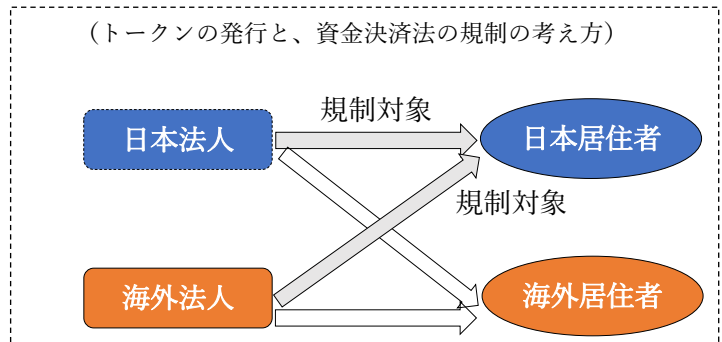 （トークンの発行と、資金決済法の規制の考え方）
規制対象
日本法人
日本居住者
規制対象
海外法人
海外居住者